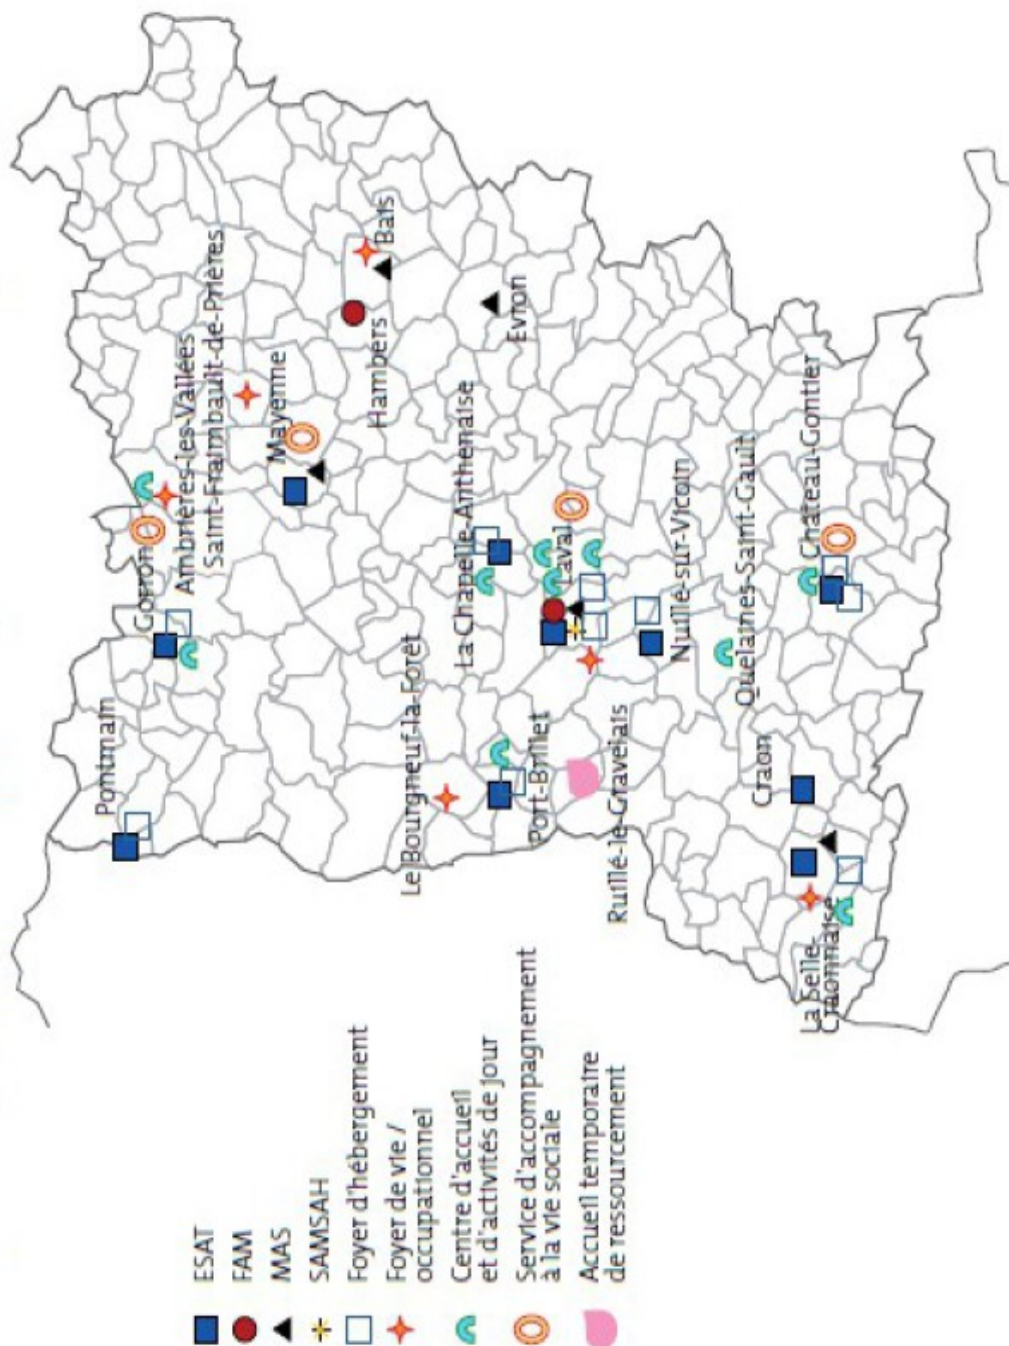 ESAT
FAM
MAS
SAMSAH
Foyer d'hébergement
Foyer de vie /
occupationnel
Centre d'accueil
et d'activités de jour
Service d'accompagnement
à la vie sociale
Accueil temporaire
de ressourcement
Pontmain
Gorron
Ambrières-les-Vallées
Saint-Frambault-de-Prières
Mayenne
Hambers
Bais
Le Bourgneuf-la-Forêt
La Chapelle-Anthenaise
Evron
Port-Brillet
Laval
Ruillé-le-Gravelais
Nuillé-sur-Vicoin
Quelaines-Saint-Gault
Craon
Château-Gontier
La Selle-
Craonnaise